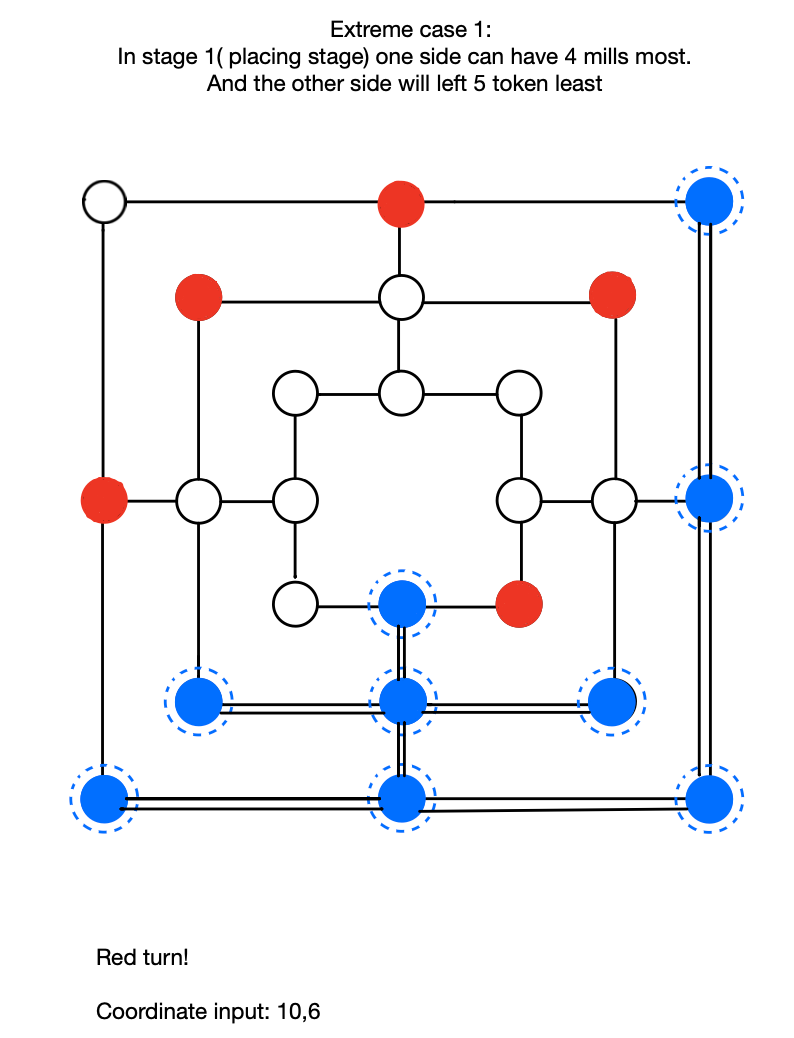 Extreme case 1:
In stage 1( placing stage) one side can have 4 mills most.
And the other side will left 5 token least
Red turn!
Coordinate input: 10,6